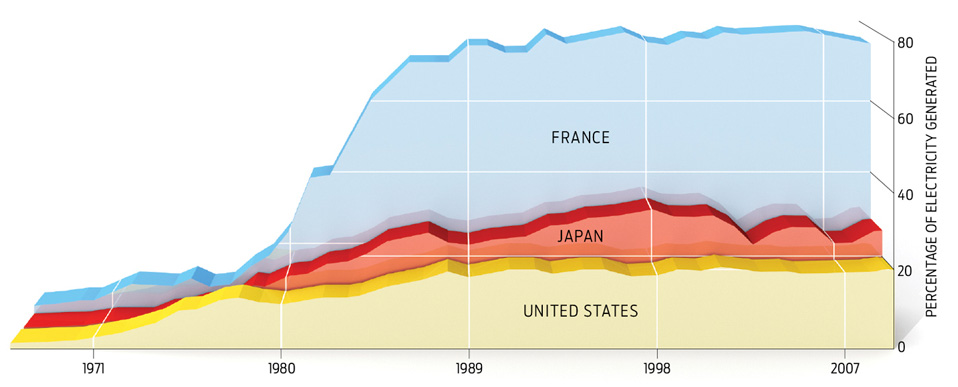 80
60
40
20
0
PERCENTAGE OF ELECTRICITY GENERATED
FRANCE
JAPAN
UNITED STATES
1971
1980
1989
1998
2007